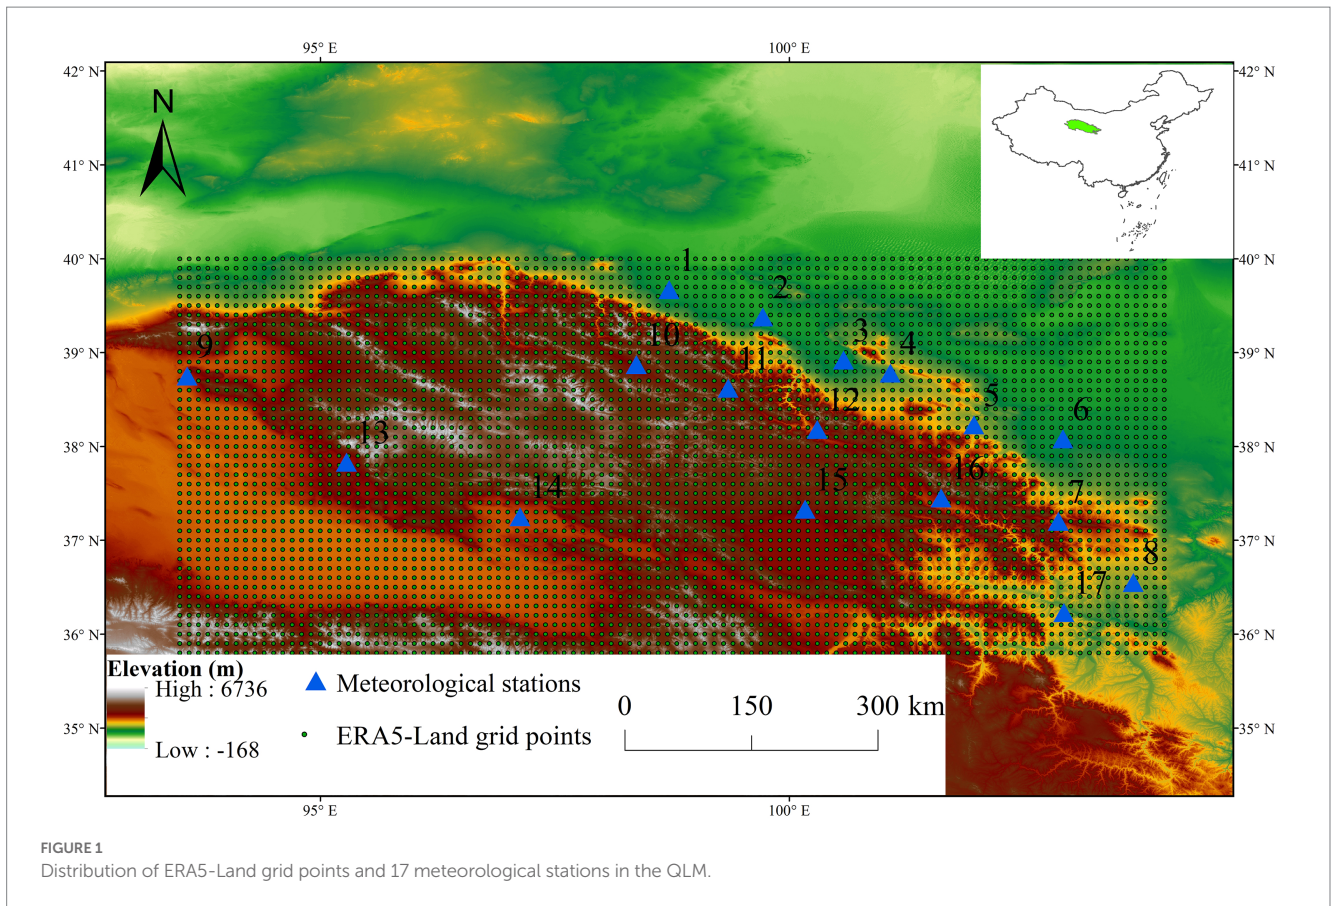 95° E 100° E
42° N 42° N
N
41° N 41° N
40° N 1 40° N
2
3
10 4
9 39° N 11 39° N
5
12
6
13 38° N 38° N
16
15
14 7
37° N 37° N
8
17
36° N 36° N
Elevation (m)
High : 6736 Meteorological stations
0 150 300 km
35° N ERA5-Land grid points 35° N
Low : -168
95° E 100° E
FIGURE 1
Distribution of ERA5-Land grid points and 17 meteorological stations in the QLM.